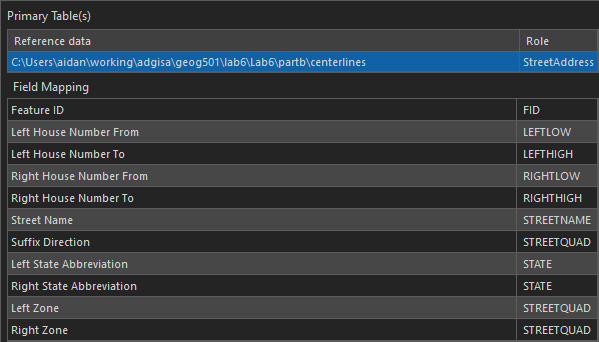 Primary Table(s)
Reference data Role
C:\Users\aidan\working\adgisa\geog501\lab6\Lab6\partb\centerlines StreetAddress
Field Mapping
Feature ID FID
Left House Number From LEFTLOW
Left House Number To LEFTHIGH
Right House Number From RIGHTLOW
Right House Number To RIGHTHIGH
Street Name STREETNAME
Suffix Direction STREETQUAD
Left State Abbreviation STATE
Right State Abbreviation STATE
Left Zone STREETQUAD
Right Zone STREETQUAD